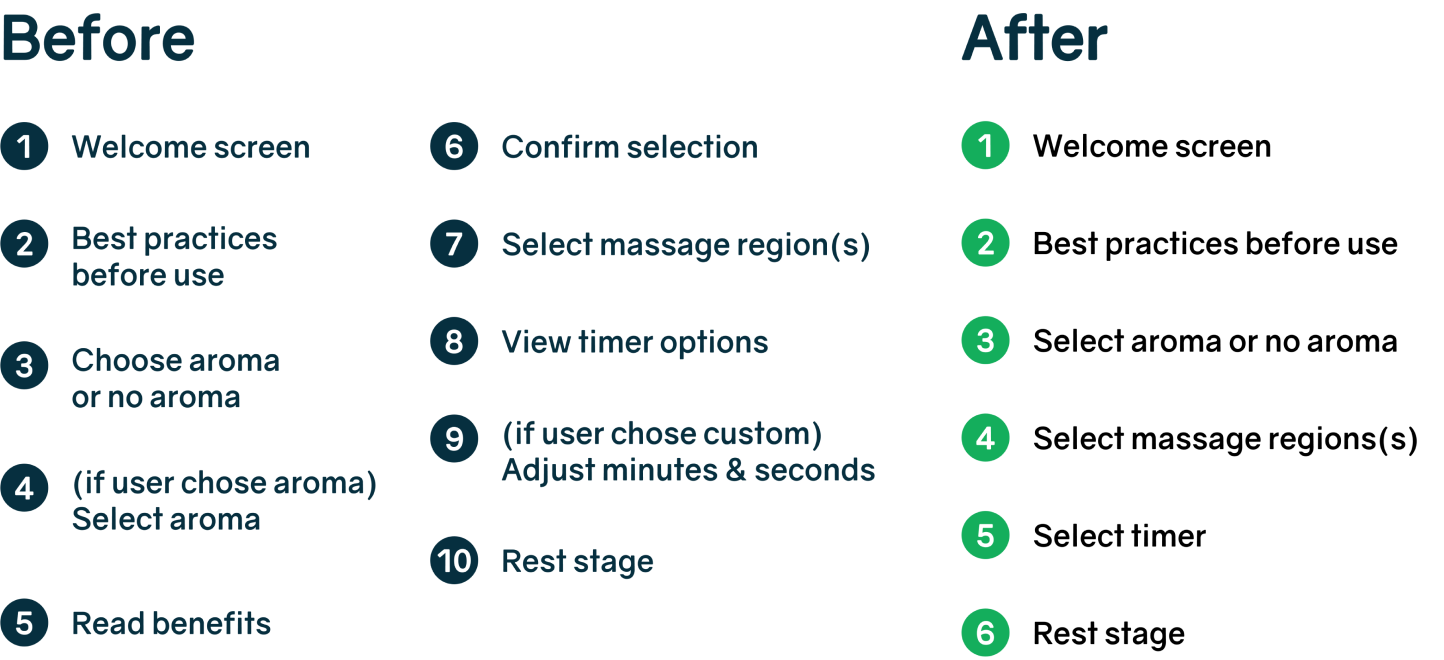 Before
1 Welcome screen
2 Best practices
before use
3 Choose aroma
or no aroma
4 (if user chose aroma)
Select aroma
5 Read benefits
6 Confirm selection
7 Select massage region(s)
8 View timer options
9 (if user chose custom)
Adjust minutes & seconds
10 Rest stage
After
1 Welcome screen
2 Best practices before use
3 Select aroma or no aroma
4 Select massage regions(s)
5 Select timer
6 Rest stage